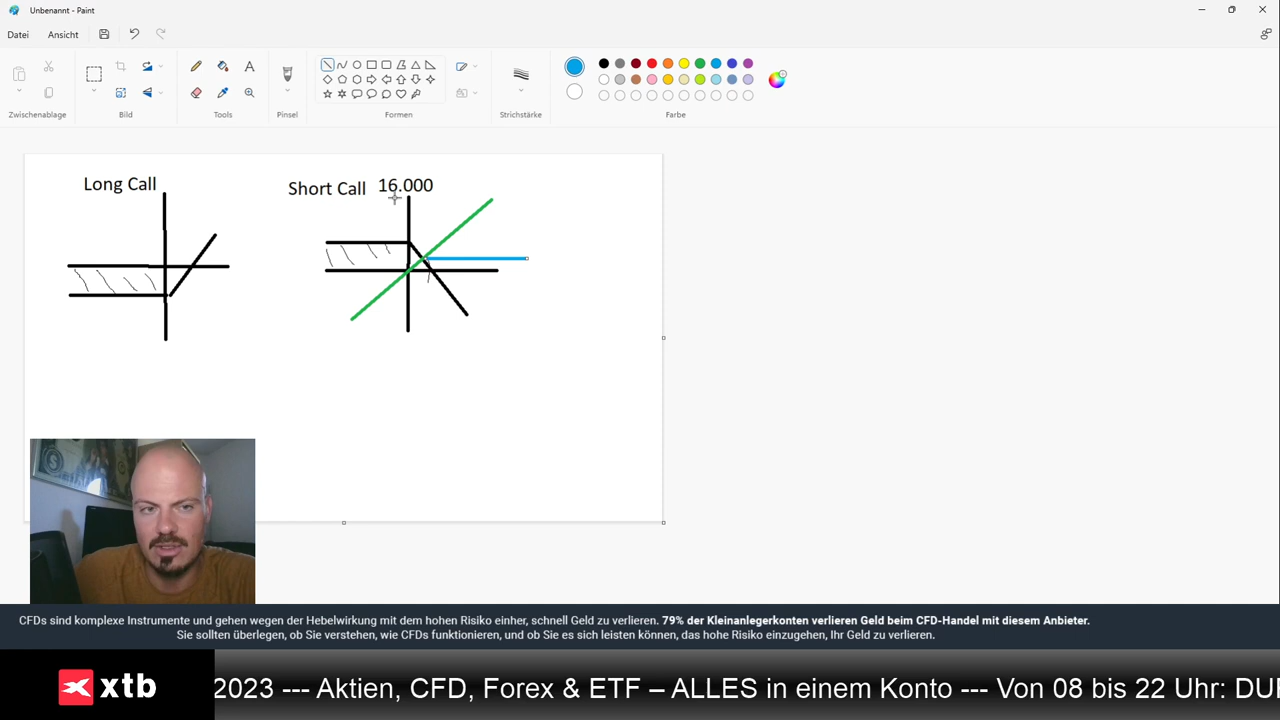 Unbenannt - Paint
Datei
Ansicht
Zwischenablage
Bild
Tools
Pinsel
Formen
Strichstärke
Farbe
Long Call
Short Call
16.000
CFDs sind komplexe Instrumente und gehen wegen der Hebelwirkung mit dem hohen Risiko einher, schnell Geld zu verlieren. 79% der Kleinanlegerkonten verlieren Geld beim CFD-Handel mit diesem Anbieter.
Sie sollten überlegen, ob Sie verstehen, wie CFDs funktionieren, und ob Sie es sich leisten können, das hohe Risiko einzugehen, Ihr Geld zu verlieren.
xtb
2023 --- Aktien, CFD, Forex & ETF – ALLES in einem Konto --- Von 08 bis 22 Uhr: DU